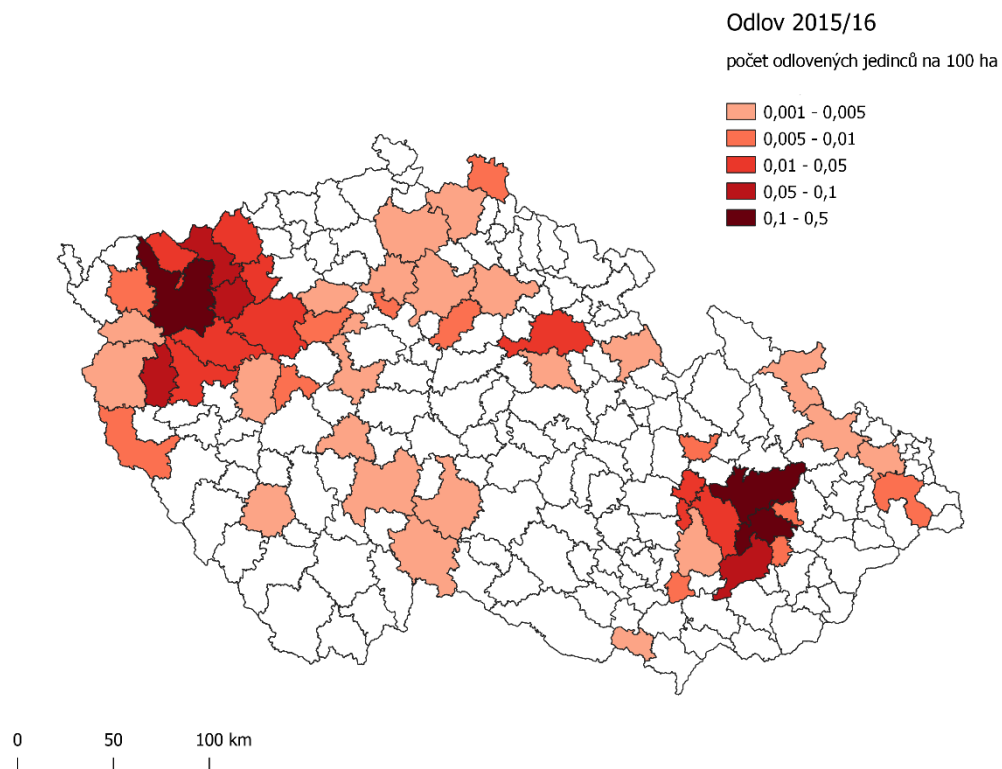 Odlov 2015/16
počet odlovených jedinců na 100 ha
0,001 - 0,005
0,005 - 0,01
0,01 - 0,05
0,05 - 0,1
0,1 - 0,5
0 50 100 km